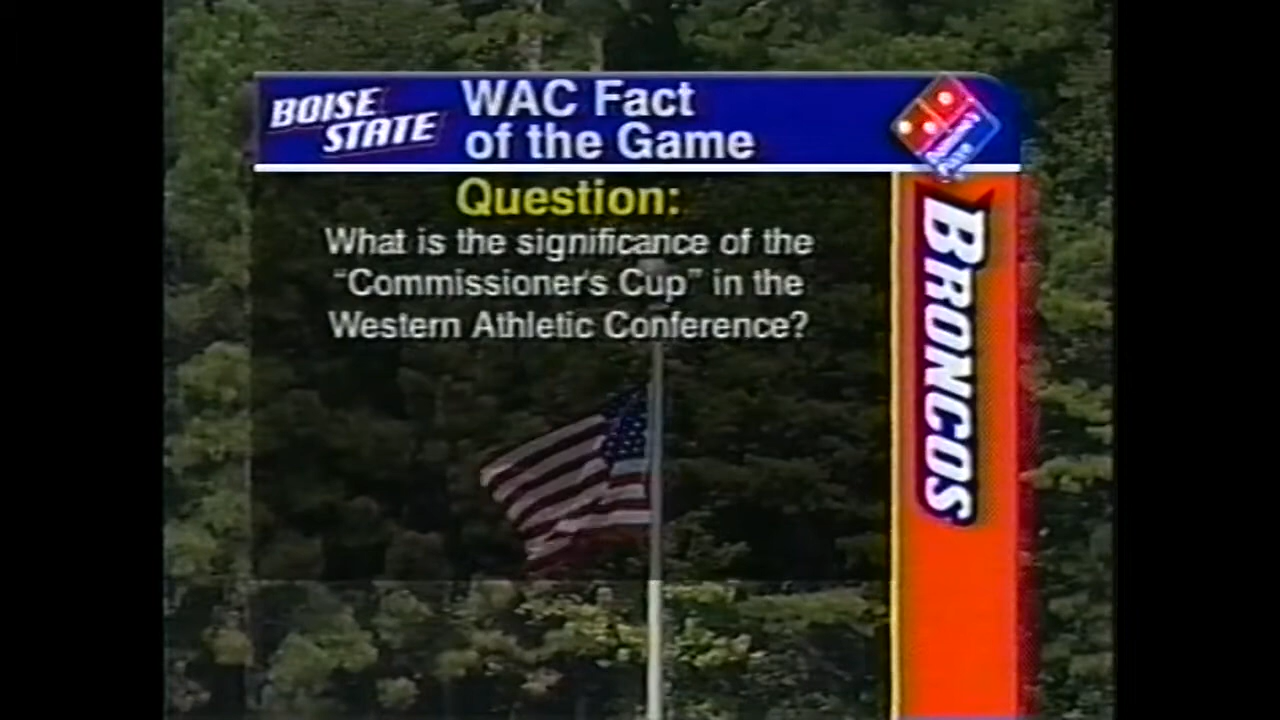 BOISE STATE
WAC Fact
of the Game
Question:
What is the significance of the
“Commissioner's Cup” in the
Western Athletic Conference?
BRONCOS